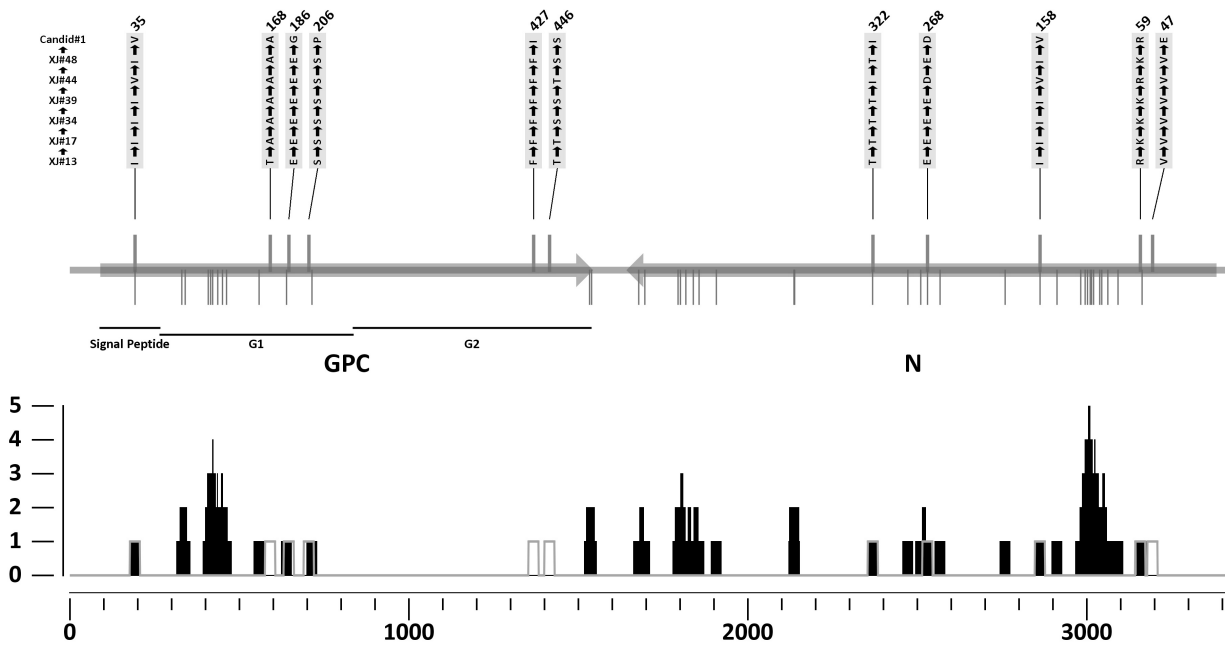 35 168 186 206 427 446 322 268 158 59 47
Candid#1 V A G P I S I D V R E
XJ#48 I A E S F S T E I K V
XJ#44 V A E S F T I D V R V
XJ#39 I A E S F S T E I K V
XJ#34 I A E S F S T E I K V
XJ#17 I A E S F T T E I K V
XJ#13 I T E S F T T E I R V
Signal Peptide G1 G2
GPC N
5
4
3
2
1
0
0 1000 2000 3000